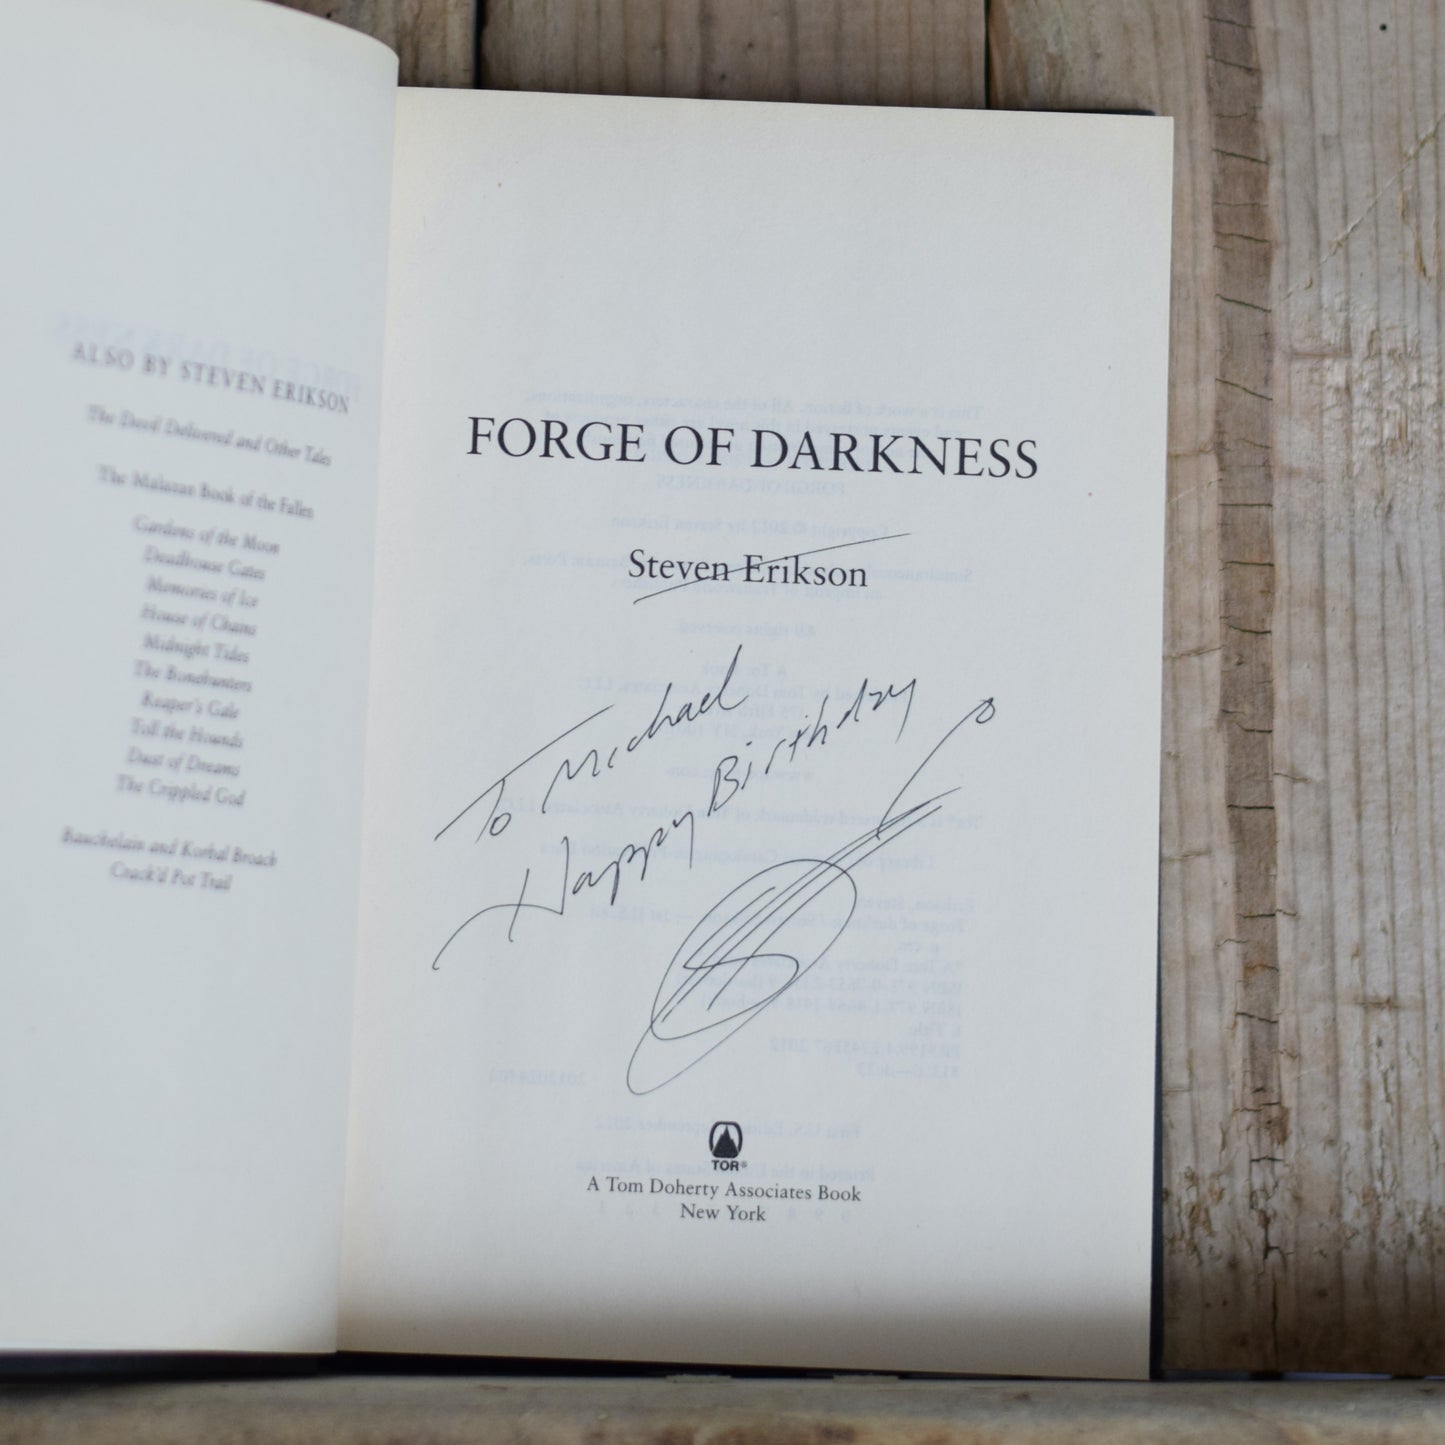 ALSO BY STEVEN ERIKSON
The Devil Delivered and Other Tales
The Malazan Book of the Fallen
Gardens of the Moon
Deadhouse Gates
Memories of Ice
House of Chains
Midnight Tides
The Bonehunters
Reaper's Gale
Toll the Hounds
Dust of Dreams
The Crippled God
Bauchelain and Korbal Broach
Crack'd Pot Trail
FORGE OF DARKNESS
Steven Erikson
To Michael
Happy Birthday
TOR®
A Tom Doherty Associates Book
New York